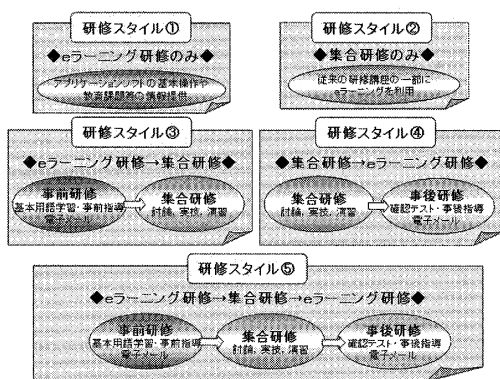 研修スタイル①
◆eラーニング研修のみ◆
アプリケーションソフトの基本操作や
教育課題等の情報提供
研修スタイル②
◆集合研修のみ◆
従来の研修講座の一部に
eラーニングを利用
研修スタイル③
◆eラーニング研修→集合研修◆
事前研修
基本用語学習・事前指導
電子メール
集合研修
討論, 実技, 演習
研修スタイル④
◆集合研修→eラーニング研修◆
集合研修
討論, 実技, 演習
事後研修
確認テスト・事後指導
電子メール
研修スタイル⑤
◆eラーニング研修→集合研修→eラーニング研修◆
事前研修
基本用語学習・事前指導
電子メール
集合研修
討論, 実技, 演習
事後研修
確認テスト・事後指導
電子メール